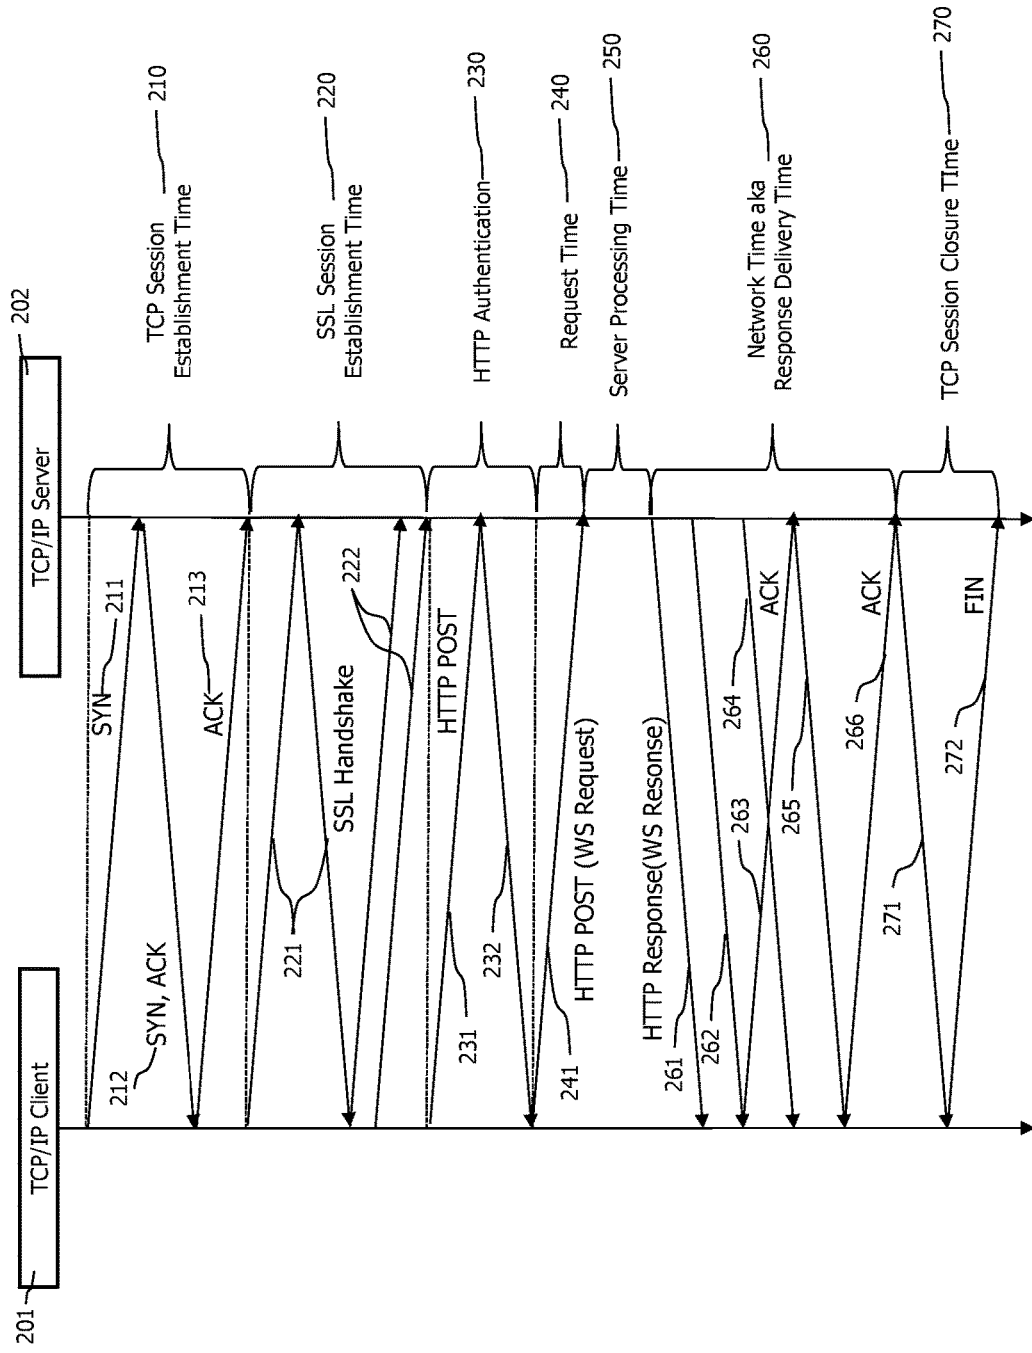 201
TCP/IP Client
TCP/IP Server
202
SYN
211
212
SYN, ACK
ACK
213
TCP Session
Establishment Time
210
221
SSL Handshake
222
SSL Session
Establishment Time
220
231
HTTP POST
232
HTTP Authentication
230
241
HTTP POST (WS Request)
Request Time
240
Server Processing Time
250
HTTP Response(WS Resonse)
261
262
263
264
ACK
265
266
ACK
Network Time aka
Response Delivery Time
260
271
272
FIN
TCP Session Closure TIme
270